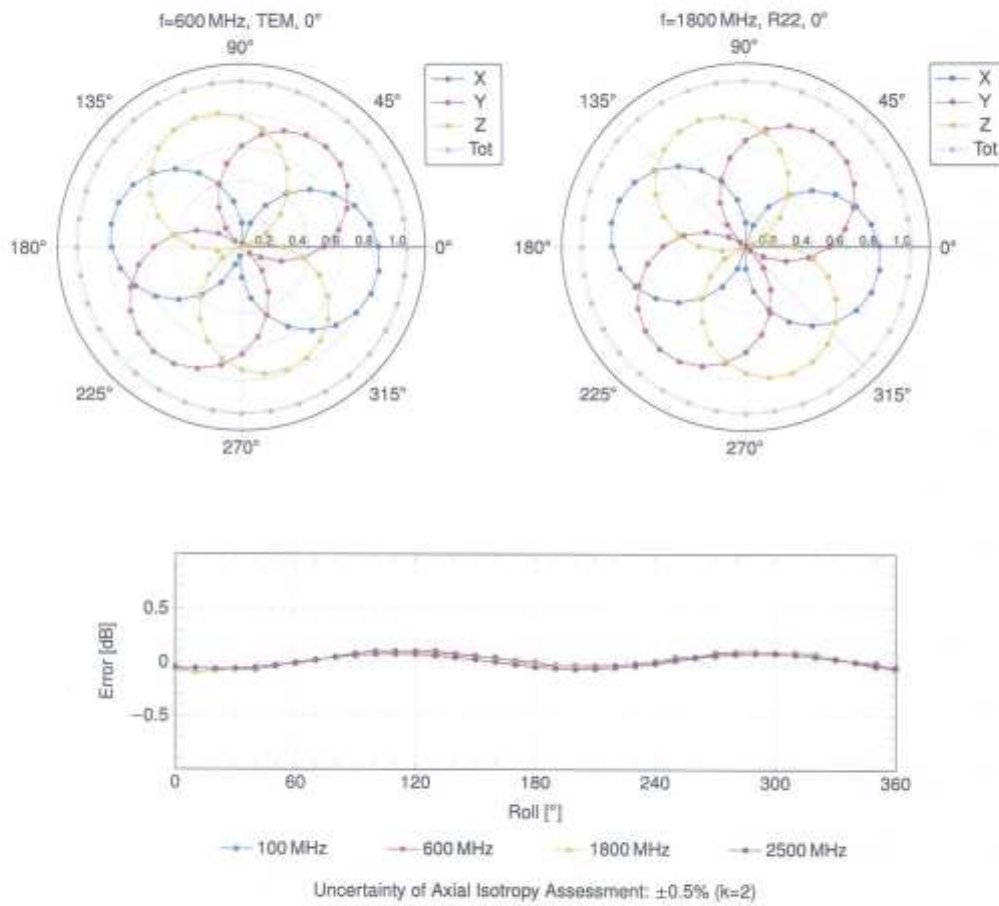 f=600 MHz, TEM, 0°
90°
135°
45°
X
Y
Z
Tot
180°
0.2 0.4 0.6 0.8 1.0
0°
225°
315°
270°
f=1800 MHz, R22, 0°
90°
135°
45°
X
Y
Z
Tot
180°
0.2 0.4 0.6 0.8 1.0
0°
225°
315°
270°
Error [dB]
0.5
0
−0.5
0 60 120 180 240 300 360
Roll [°]
100 MHz 600 MHz 1800 MHz 2500 MHz
Uncertainty of Axial Isotropy Assessment: ±0.5% (k=2)